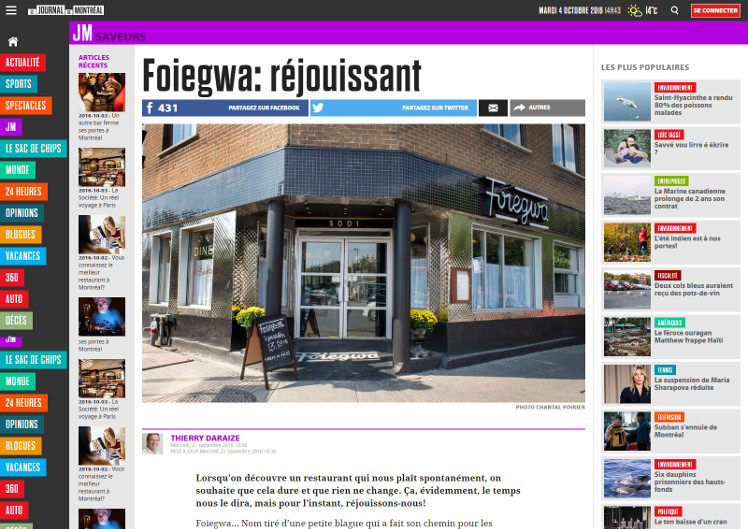 LE JOURNAL DE MONTRÉAL
MARDI 4 OCTOBRE 2016 14H43
14°C
SE CONNECTER
JM SAVEURS
ACTUALITÉ
SPORTS
SPECTACLES
JM
LE SAC DE CHIPS
MONDE
24 HEURES
OPINIONS
BLOGUES
VACANCES
360
AUTO
DÉCÈS
JM
LE SAC DE CHIPS
MONDE
24 HEURES
OPINIONS
BLOGUES
VACANCES
360
AUTO
ARTICLES
RÉCENTS
2016-10-03 - Un
autre bar ferme
ses portes à
Montréal
2016-10-03 - La
Société: Un réel
voyage à Paris
2016-10-02 - Vous
connaissez le
meilleur
restaurant à
Montréal?
ses portes à
Montréal
2016-10-03 - La
Société: Un réel
voyage à Paris
2016-10-02 - Vous
connaissez le
meilleur
restaurant à
Montréal?
Foiegwa: réjouissant
431 PARTAGEZ SUR FACEBOOK
PARTAGEZ SUR TWITTER
AUTRES
Foiegwa
3001
DINE
Foiegwa
Foiegwa
PHOTO CHANTAL POIRIER
THIERRY DARAIZE
Mercredi, 21 septembre 2016 18:36
MISE à JOUR Mercredi, 21 septembre 2016 18:36
Lorsqu'on découvre un restaurant qui nous plaît spontanément, on
souhaite que cela dure et que rien ne change. Ça, évidemment, le temps
nous le dira, mais pour l'instant, réjouissons-nous!
Foiegwa... Nom tiré d'une petite blague qui a fait son chemin pour les
LES PLUS POPULAIRES
ENVIRONNEMENT
Saint-Hyacinthe a rendu
80% des poissons
malades
LOÏC TASSÉ
Savvé vou lirre é ékrire
?
ENTREPRISES
La Marine canadienne
prolonge de 2 ans son
contrat
ENVIRONNEMENT
L'été indien est à nos
portes!
FISCALITÉ
Deux cols bleus auraient
reçu des pots-de-vin
AMÉRIQUES
Le féroce ouragan
Matthew frappe Haïti
TENNIS
La suspension de Maria
Sharapova réduite
TÉLÉVISION
Subban s'ennuie de
Montréal
ENVIRONNEMENT
Six dauphins
prisonniers des hauts-
fonds
POLITIQUE
Le ton baisse d'un cran